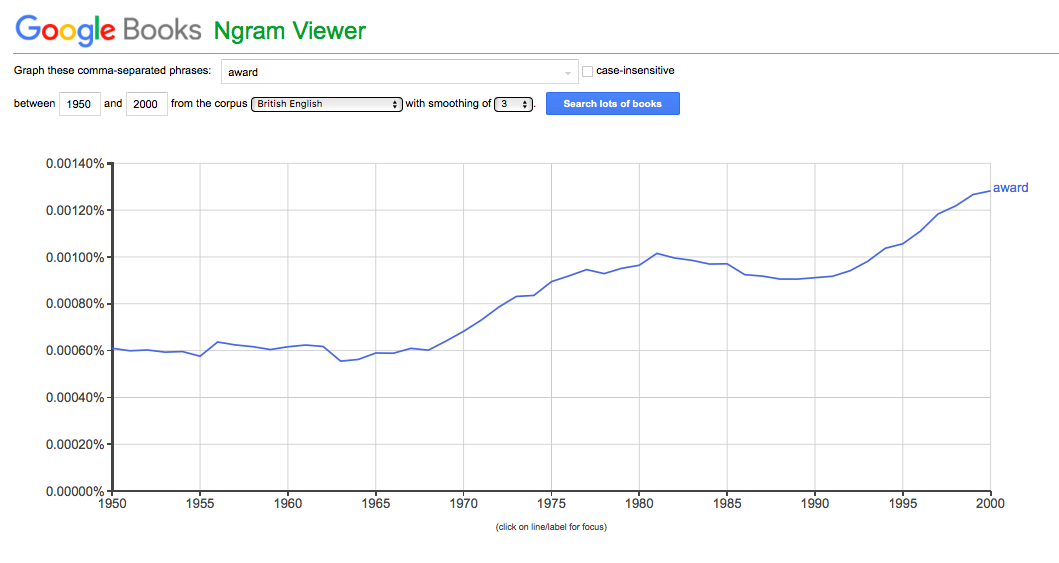 Google Books Ngram Viewer
Graph these comma-separated phrases: award case-insensitive
between 1950 and 2000 from the corpus British English with smoothing of 3 . Search lots of books
0.00140%
award
0.00120%
0.00100%
0.00080%
0.00060%
0.00040%
0.00020%
0.00000%
1950 1955 1960 1965 1970 1975 1980 1985 1990 1995 2000
(click on line/label for focus)